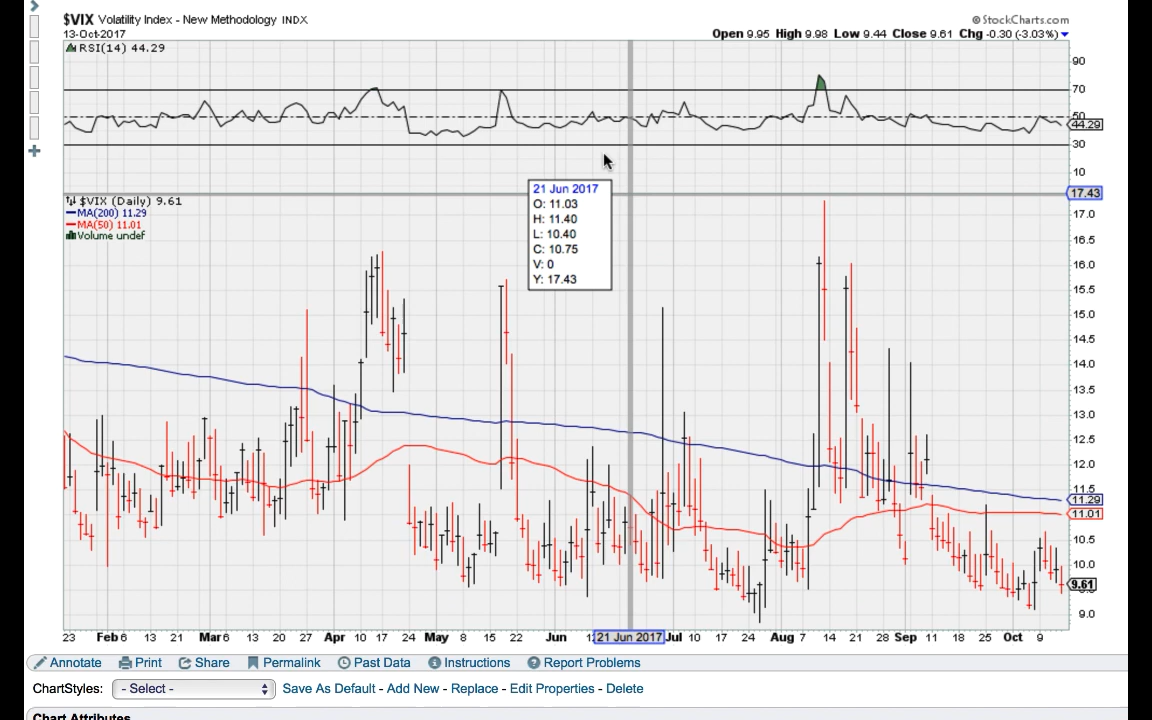 $VIX Volatility Index - New Methodology INDX
© StockCharts.com
13-Oct-2017
Open 9.95 High 9.98 Low 9.44 Close 9.61 Chg -0.30 (-3.03%)
RSI(14) 44.29
90
70
50
44.29
30
10
17.43
$VIX (Daily) 9.61
MA(200) 11.29
MA(50) 11.01
Volume undef
21 Jun 2017
O: 11.03
H: 11.40
L: 10.40
C: 10.75
V: 0
Y: 17.43
17.0
16.5
16.0
15.5
15.0
14.5
14.0
13.5
13.0
12.5
12.0
11.5
11.29
11.01
10.5
10.0
9.61
9.0
23 Feb 6 13 21 Mar 6 13 20 27 Apr 10 17 24 May 8 15 22 Jun 21 Jun 2017 Jul 10 17 24 Aug 7 14 21 28 Sep 11 18 25 Oct 9
Annotate Print Share Permalink Past Data Instructions Report Problems
ChartStyles: - Select - Save As Default - Add New - Replace - Edit Properties - Delete
Chart Attributes